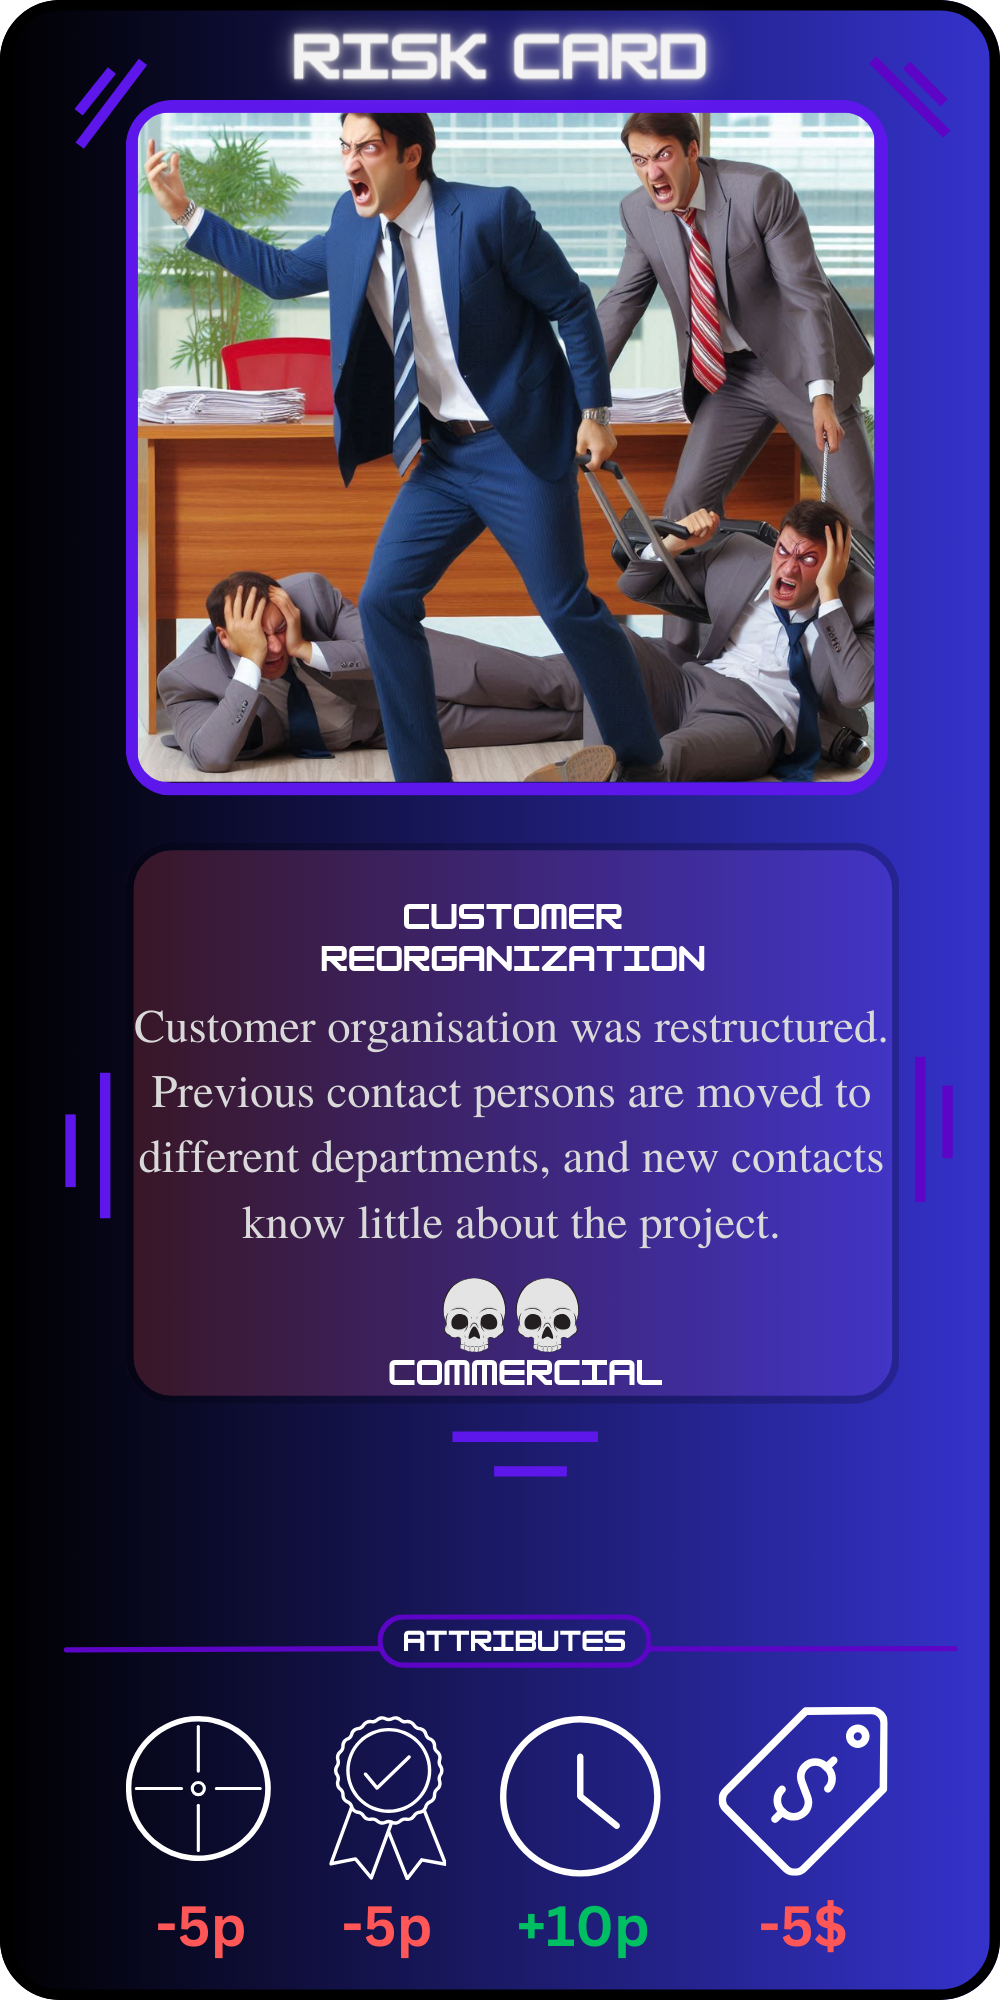 RISK CARD
CUSTOMER
REORGANIZATION
Customer organisation was restructured.
Previous contact persons are moved to
different departments, and new contacts
know little about the project.
COMMERCIAL
ATTRIBUTES
-5p -5p +10p -5$